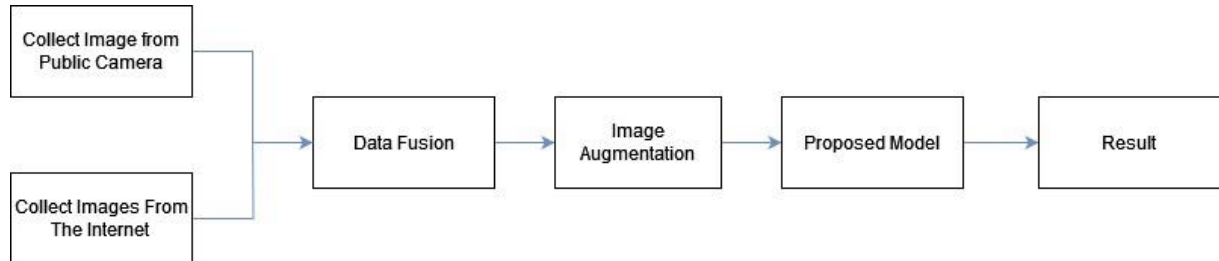 Collect Image from
Public Camera
Collect Images From
The Internet
Data Fusion
Image
Augmentation
Proposed Model
Result